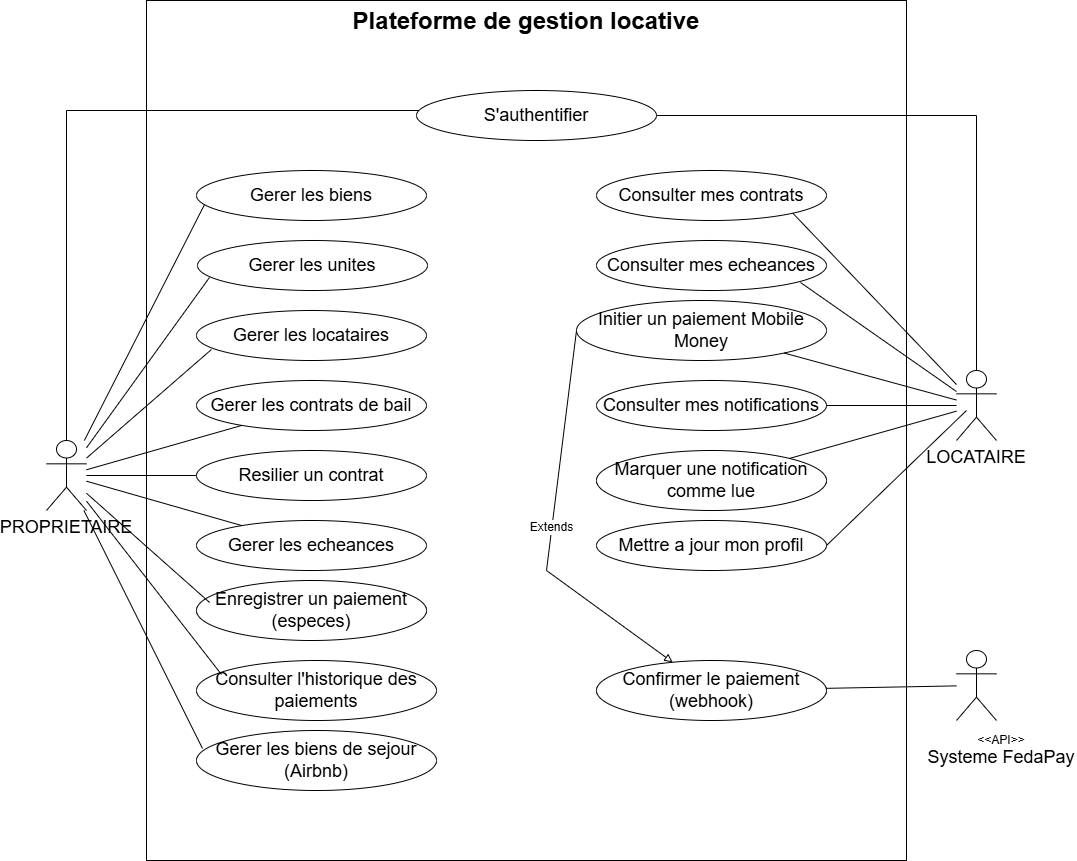 Plateforme de gestion locative
S'authentifier
Gerer les biens
Consulter mes contrats
Gerer les unites
Consulter mes echeances
Gerer les locataires
Initier un paiement Mobile
Money
Gerer les contrats de bail
Consulter mes notifications
LOCATAIRE
Resilier un contrat
Marquer une notification
comme lue
PROPRIETAIRE
Extends
Gerer les echeances
Mettre a jour mon profil
Enregistrer un paiement
(especes)
Consulter l'historique des
paiements
Confirmer le paiement
(webhook)
<<API>>
Systeme FedaPay
Gerer les biens de sejour
(Airbnb)